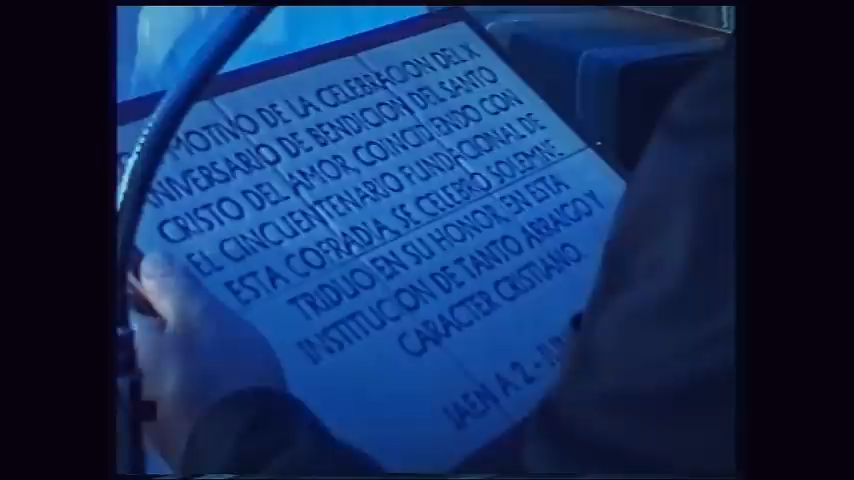 MOTIVO DE LA CELEBRACION DEL X
ANIVERSARIO DE BENDICION DEL SANTO
CRISTO DEL AMOR, COINCIDIENDO CON
EL CINCUENTENARIO FUNDACIONAL DE
ESTA COFRADIA, SE CELEBRO SOLEMNE
TRIDUO EN SU HONOR, EN ESTA
INSTITUCION DE TANTO ARRAIGO Y
CARACTER CRISTIANO.
JAEN A 2-